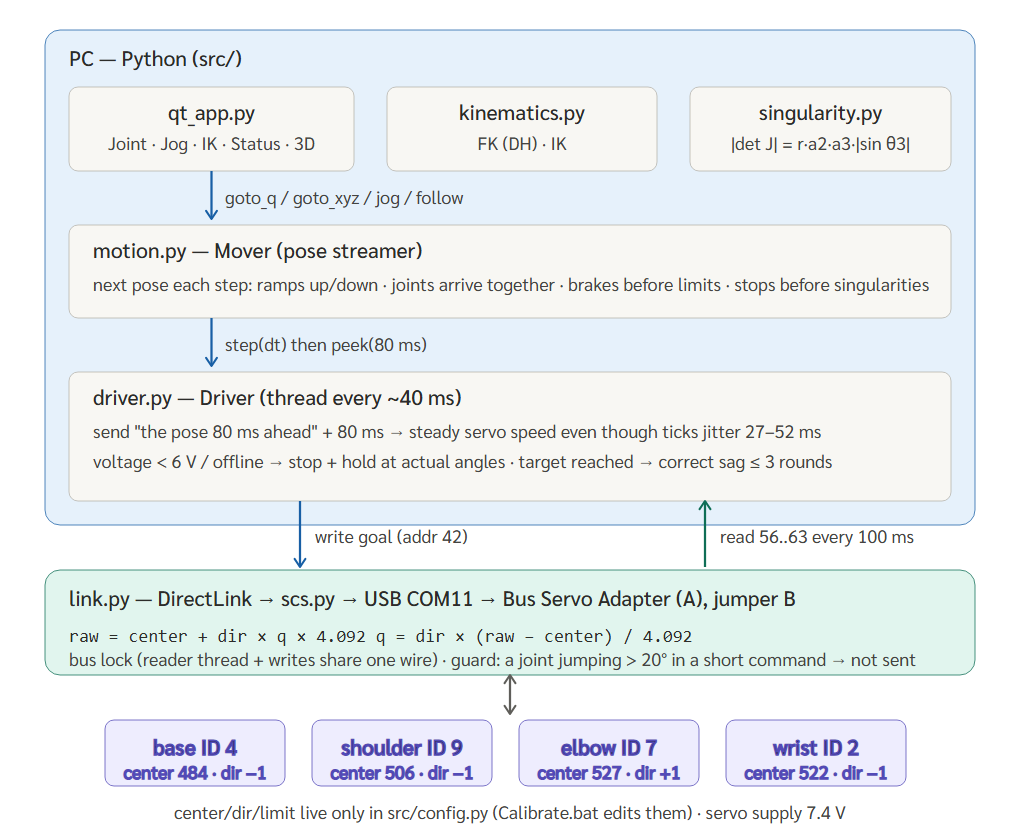 PC — Python (src/)
qt_app.py
Joint · Jog · IK · Status · 3D
kinematics.py
FK (DH) · IK
singularity.py
|det J| = r·a2·a3·|sin θ3|
goto_q / goto_xyz / jog / follow
motion.py — Mover (pose streamer)
next pose each step: ramps up/down · joints arrive together · brakes before limits · stops before singularities
step(dt) then peek(80 ms)
driver.py — Driver (thread every ~40 ms)
send "the pose 80 ms ahead" + 80 ms → steady servo speed even though ticks jitter 27–52 ms
voltage < 6 V / offline → stop + hold at actual angles · target reached → correct sag ≤ 3 rounds
write goal (addr 42)
read 56..63 every 100 ms
link.py — DirectLink → scs.py → USB COM11 → Bus Servo Adapter (A), jumper B
raw = center + dir × q × 4.092 q = dir × (raw − center) / 4.092
bus lock (reader thread + writes share one wire) · guard: a joint jumping > 20° in a short command → not sent
base ID 4
center 484 · dir −1
shoulder ID 9
center 506 · dir −1
elbow ID 7
center 527 · dir +1
wrist ID 2
center 522 · dir −1
center/dir/limit live only in src/config.py (Calibrate.bat edits them) · servo supply 7.4 V